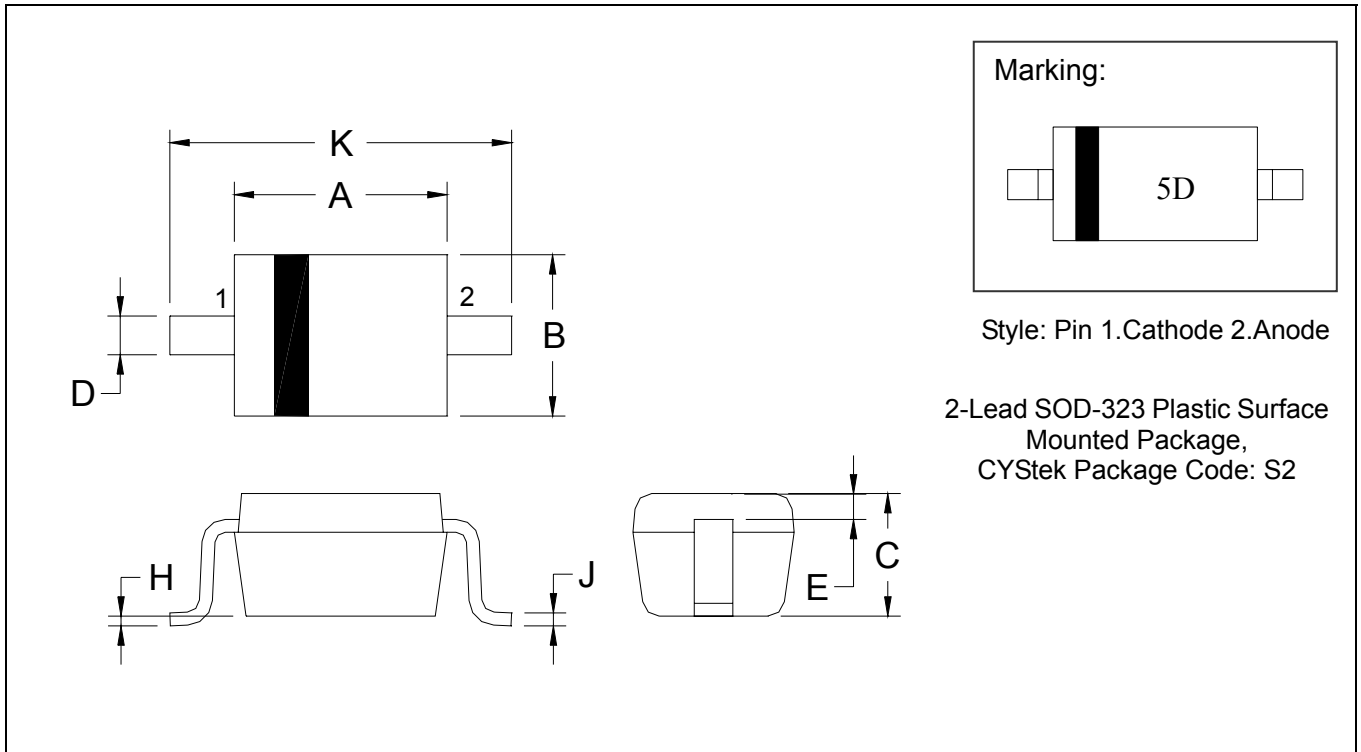 K
A
1
2
B
D
H
J
E
C
Marking:
5D
Style: Pin 1.Cathode 2.Anode
2-Lead SOD-323 Plastic Surface
Mounted Package,
CYStek Package Code: S2